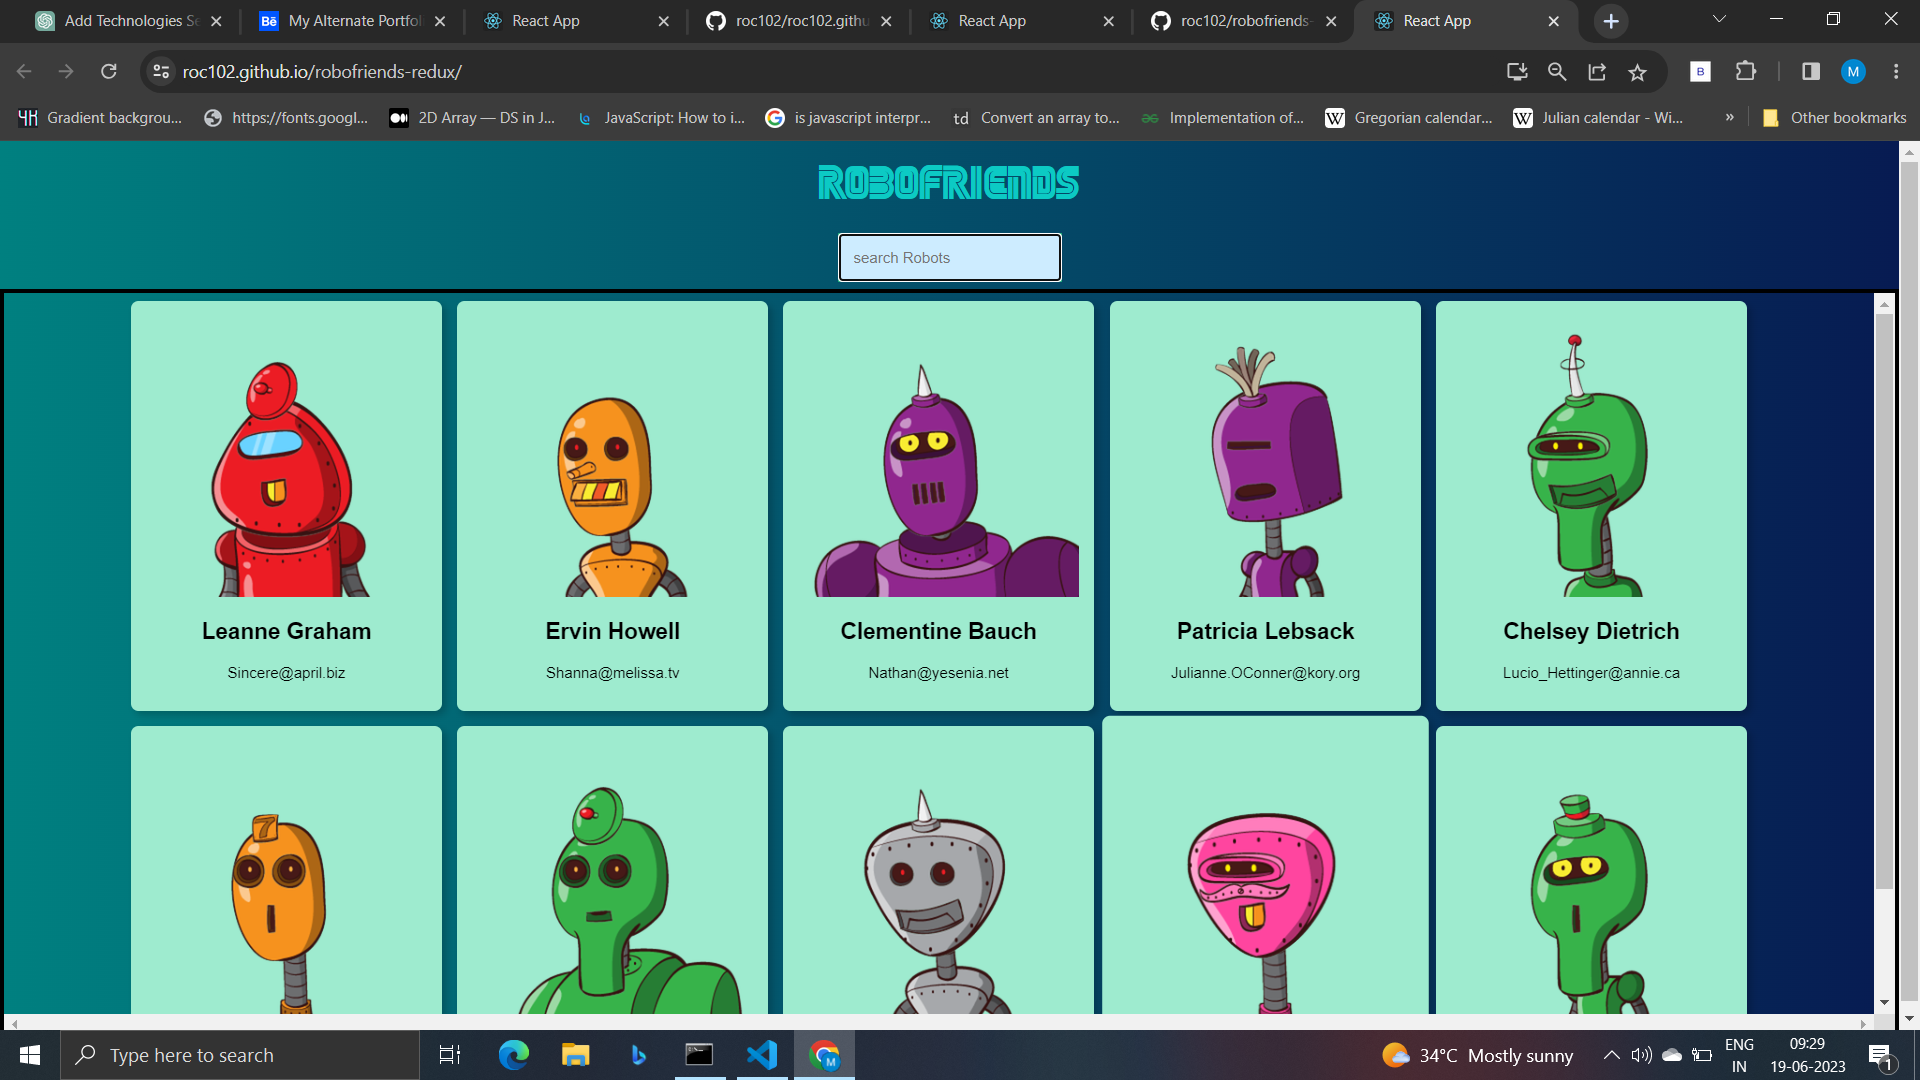 Add Technologies Se
My Alternate Portfoli
React App
roc102/roc102.githu
React App
roc102/robofriends-
React App
roc102.github.io/robofriends-redux/
B
M
Gradient backgrou...
https://fonts.googl...
2D Array — DS in J...
JavaScript: How to i...
is javascript interpr...
Convert an array to...
Implementation of...
Gregorian calendar...
Julian calendar - Wi...
»
Other bookmarks
ROBOFRIENDS
search Robots
Leanne Graham
Sincere@april.biz
Ervin Howell
Shanna@melissa.tv
Clementine Bauch
Nathan@yesenia.net
Patricia Lebsack
Julianne.OConner@kory.org
Chelsey Dietrich
Lucio_Hettinger@annie.ca
7
Type here to search
34°C Mostly sunny
ENG
IN
09:29
19-06-2023
1